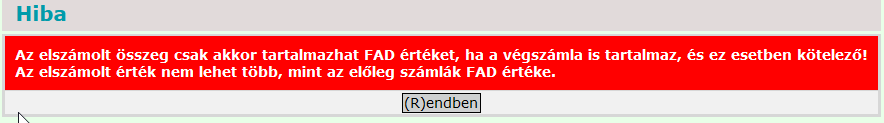 Hiba
Az elszámolt összeg csak akkor tartalmazhat FAD értéket, ha a végszámla is tartalmaz, és ez esetben kötelező!
Az elszámolt érték nem lehet több, mint az előleg számlák FAD értéke.
(R)endben